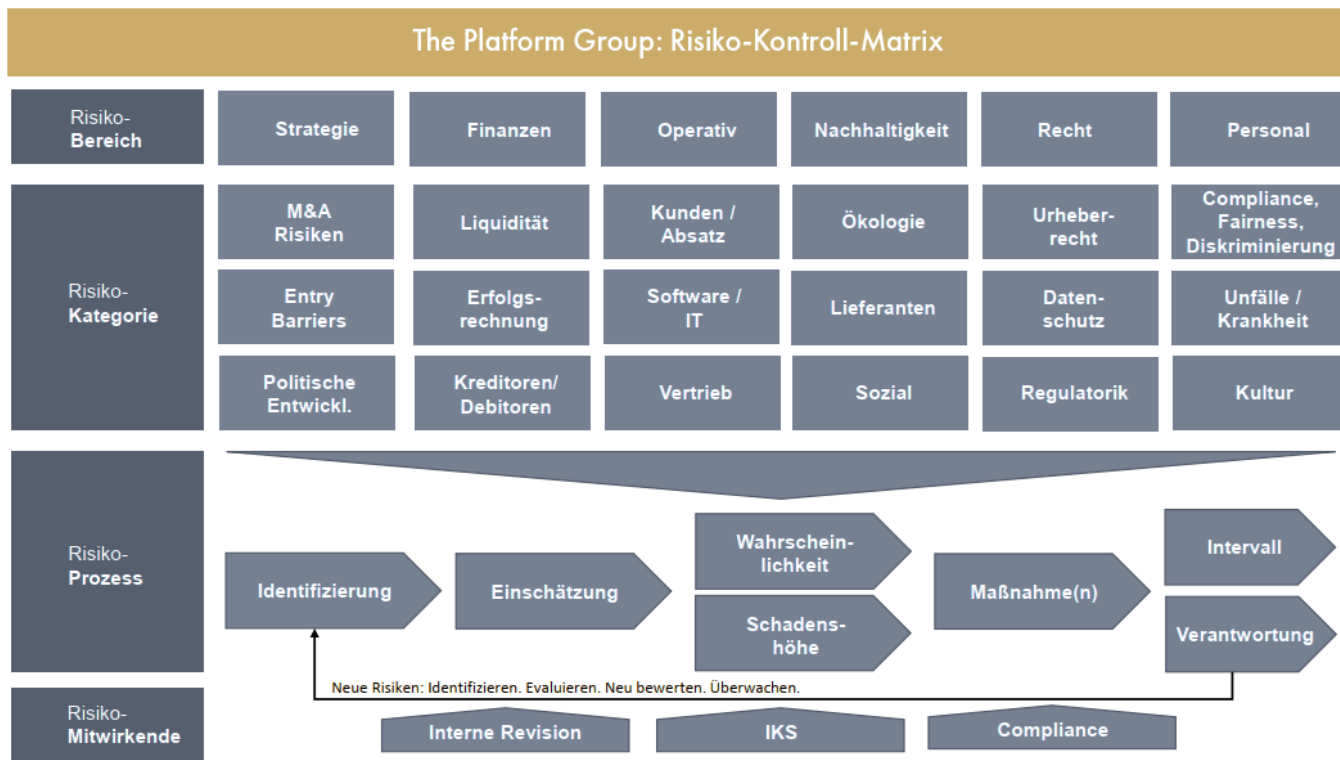 The Platform Group: Risiko-Kontroll-Matrix
Risiko-
Bereich
Strategie
Finanzen
Operativ
Nachhaltigkeit
Recht
Personal
Risiko-
Kategorie
M&A
Risiken
Liquidität
Kunden /
Absatz
Ökologie
Urheber-
recht
Compliance,
Fairness,
Diskriminierung
Entry
Barriers
Erfolgs-
rechnung
Software /
IT
Lieferanten
Daten-
schutz
Unfälle /
Krankheit
Politische
Entwickl.
Kreditoren/
Debitoren
Vertrieb
Sozial
Regulatorik
Kultur
Risiko-
Prozess
Identifizierung
Einschätzung
Wahrschein-
lichkeit
Schadens-
höhe
Maßnahme(n)
Intervall
Verantwortung
Neue Risiken: Identifizieren. Evaluieren. Neu bewerten. Überwachen.
Risiko-
Mitwirkende
Interne Revision
IKS
Compliance